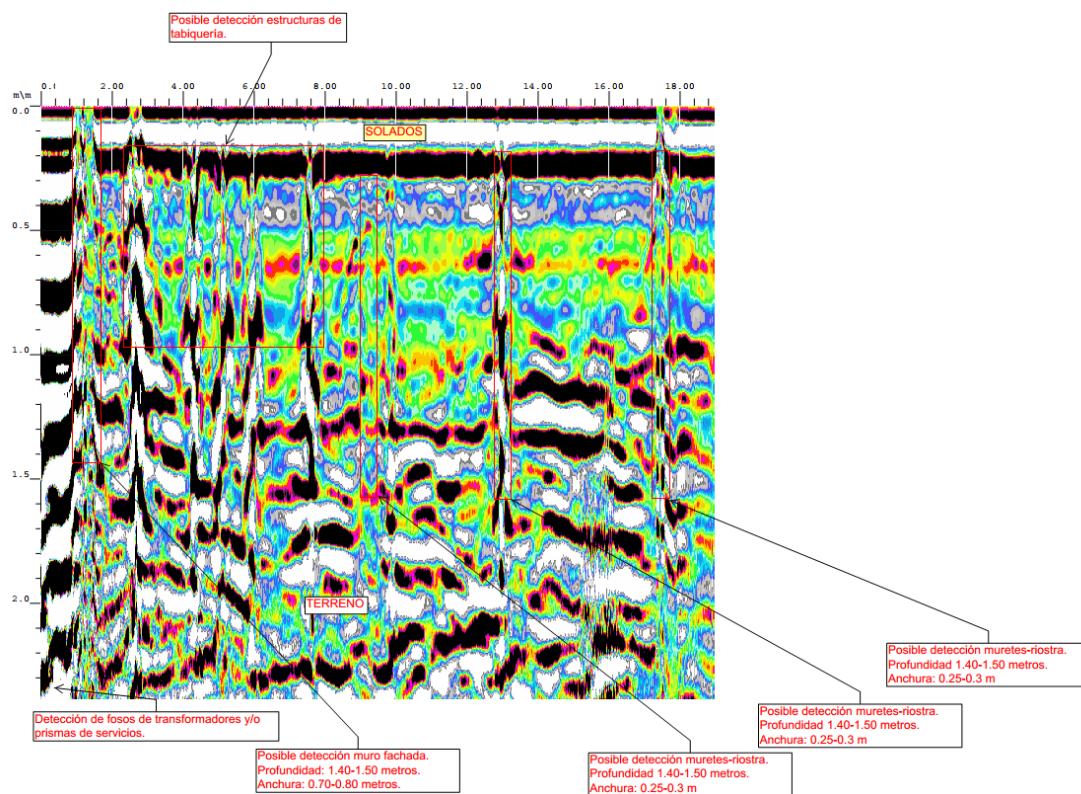 Posible detección estructuras de
tabiquería.
0.1 2.00 4.00 6.00 8.00 10.00 12.00 14.00 16.00 18.00
m\m
0.0
SOLADOS
0.5
1.0
1.5
2.0
TERRENO
Posible detección muretes-riostra.
Profundidad 1.40-1.50 metros.
Anchura: 0.25-0.3 m
Posible detección muretes-riostra.
Profundidad 1.40-1.50 metros.
Anchura: 0.25-0.3 m
Detección de fosos de transformadores y/o
prismas de servicios.
Posible detección muro fachada.
Profundidad: 1.40-1.50 metros.
Anchura: 0.70-0.80 metros.
Posible detección muretes-riostra.
Profundidad 1.40-1.50 metros.
Anchura: 0.25-0.3 m